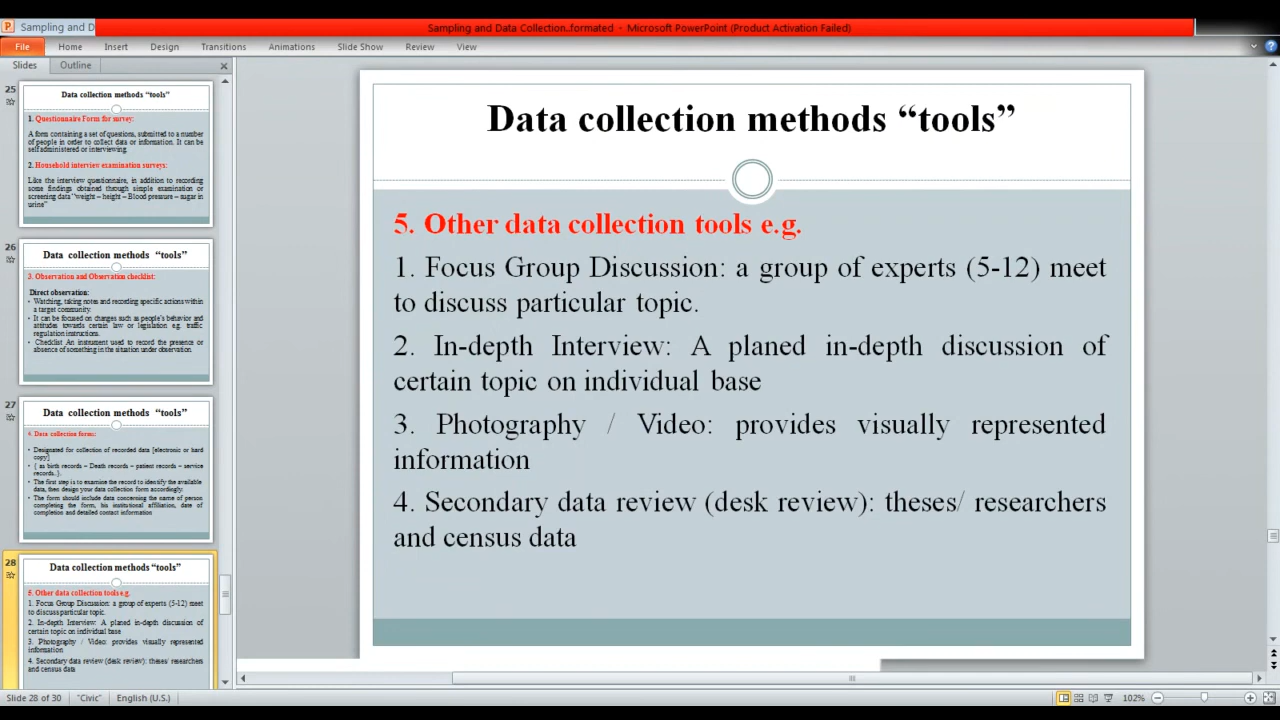 Sampling and D
Sampling and Data Collection..formated - Microsoft PowerPoint (Product Activation Failed)
File Home Insert Design Transitions Animations Slide Show Review View
Slides Outline
25
Data collection methods “tools”
1. Questionnaire Form for survey:
A form containing a set of questions, submitted to a number
of people in order to collect data or information. It can be
self administered or interviewing.
2. Household interview examination surveys:
Like the interview questionnaire, in addition to recording
some findings obtained through simple examination or
screening data “weight – height – Blood pressure – sugar in
urine”
26
Data collection methods “tools”
3. Observation and Observation checklist:
Direct observation:
• Watching, taking notes and recording specific actions within
a target community.
• It can be focused on changes such as people’s behavior and
attitudes towards certain law or legislation e.g. traffic
regulation instructions.
• Checklist :An instrument used to record the presence or
absence of something in the situation under observation.
27
Data collection methods “tools”
4. Data collection forms:
• Designated for collection of recorded data [electronic or hard
copy]
• ( as birth records – Death records – patient records – service
records..).
• The first step is to examine the record to identify the available
data, then design your data collection form accordingly.
• The form should include data concerning the name of person
completing the form, his institutional affiliation, date of
completion and detailed contact information
28
Data collection methods “tools”
5. Other data collection tools e.g.
1. Focus Group Discussion: a group of experts (5-12) meet
to discuss particular topic.
2. In-depth Interview: A planed in-depth discussion of
certain topic on individual base
3. Photography / Video: provides visually represented
information
4. Secondary data review (desk review): theses/ researchers
and census data
Data collection methods “tools”
5. Other data collection tools e.g.
1. Focus Group Discussion: a group of experts (5-12) meet
to discuss particular topic.
2. In-depth Interview: A planed in-depth discussion of
certain topic on individual base
3. Photography / Video: provides visually represented
information
4. Secondary data review (desk review): theses/ researchers
and census data
Slide 28 of 30 "Civic" English (U.S.) 102%